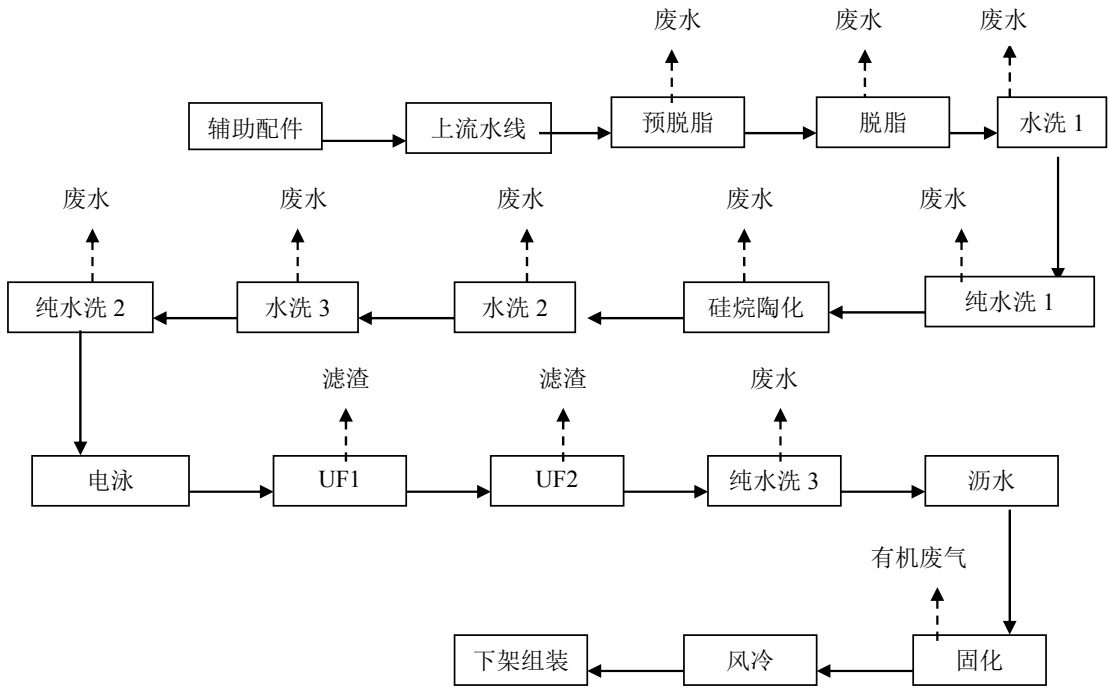 废水 废水 废水
辅助配件 上流水线 预脱脂 脱脂 水洗 1
废水 废水 废水 废水 废水
纯水洗 2 水洗 3 水洗 2 硅烷陶化 纯水洗 1
滤渣 滤渣 废水
电泳 UF1 UF2 纯水洗 3 沥水
有机废气
下架组装 风冷 固化